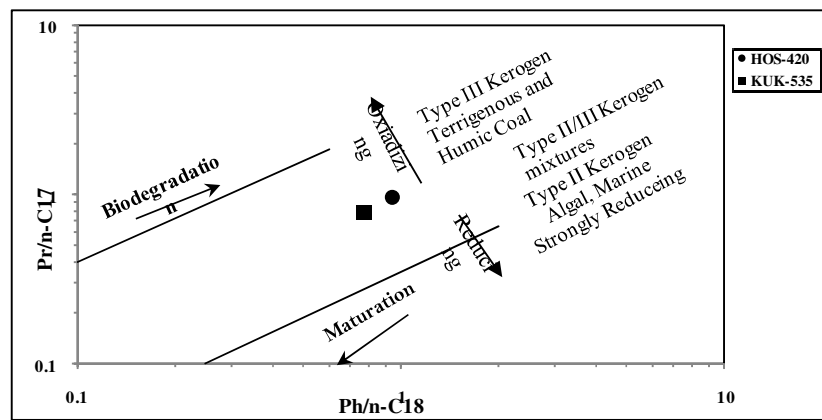 10
HOS-420
KUK-535
Type III Kerogen
Terrigenous and
Humic Coal
Oxiadizi
ng
Type II/III Kerogen
mixtures
Type II Kerogen
Algal, Marine
Strongly Reduceing
Biodegradatio
n
Pr/n-C17
1
Reduci
ng
Maturation
0.1
0.1
1
10
Ph/n-C18